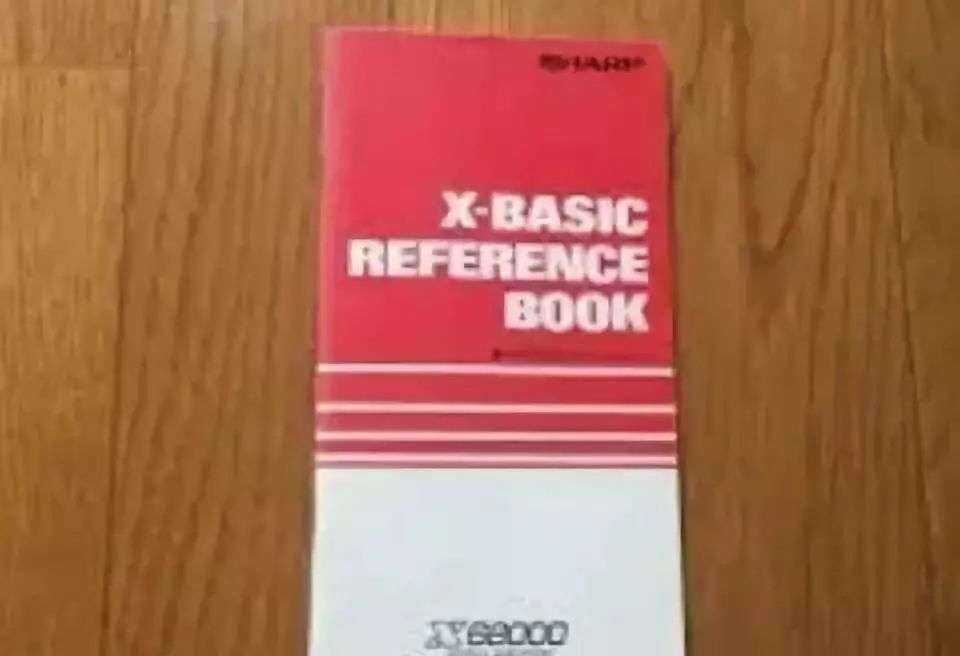 SHARP
X-BASIC
REFERENCE
BOOK
X68000